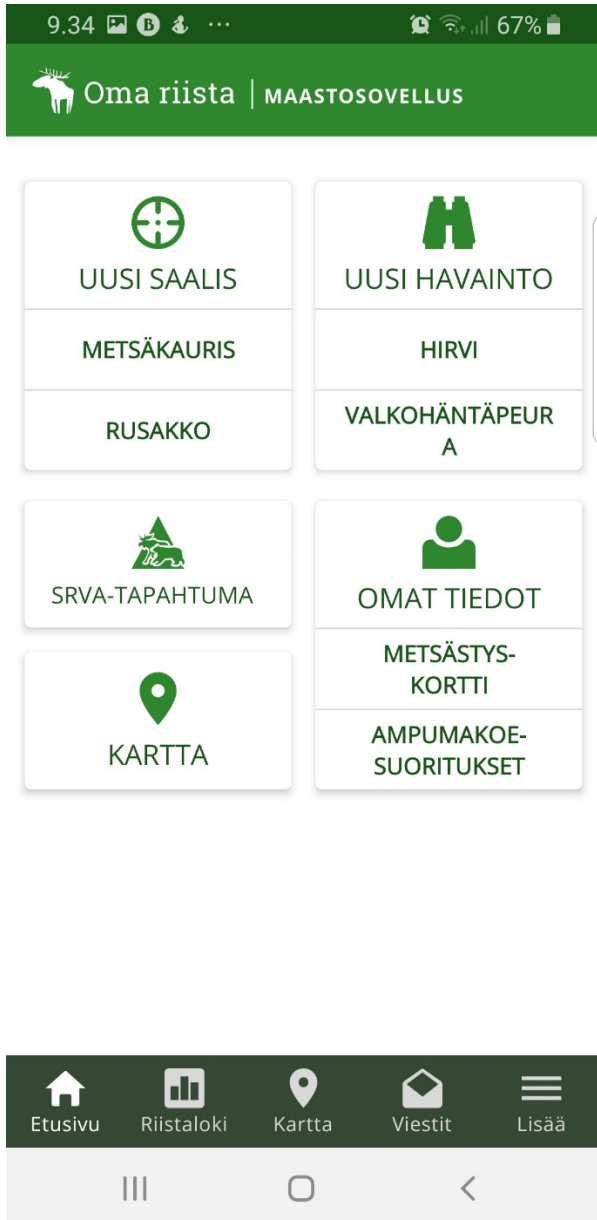 9.34 B ... 67%
Oma riista | MAASTOSOVELLUS
UUSI SAALIS
METSÄKAURIS
RUSAKKO
UUSI HAVAINTO
HIRVI
VALKOHÄNTÄPEUR
A
SRVA-TAPAHTUMA
KARTTA
OMAT TIEDOT
METSÄSTYS-
KORTTI
AMPUMAKOE-
SUORITUKSET
Etusivu Riistaloki Kartta Viestit Lisää